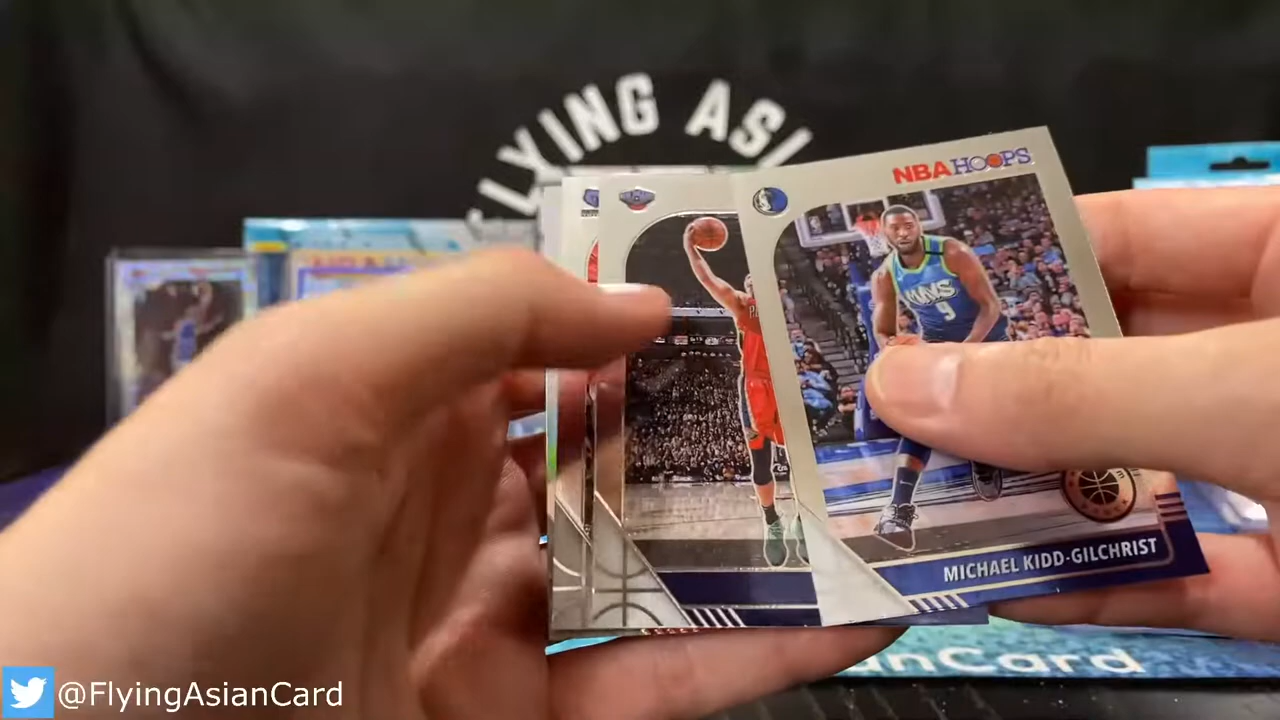 FLYING ASI
NBA HOOPS
MAVS
9
MICHAEL KIDD-GILCHRIST
anCard
@FlyingAsianCard